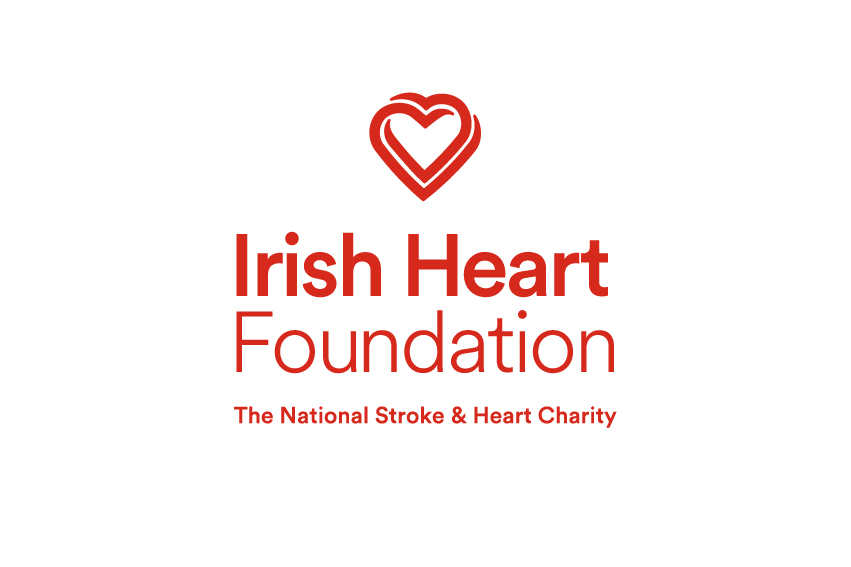 Irish Heart
Foundation
The National Stroke & Heart Charity